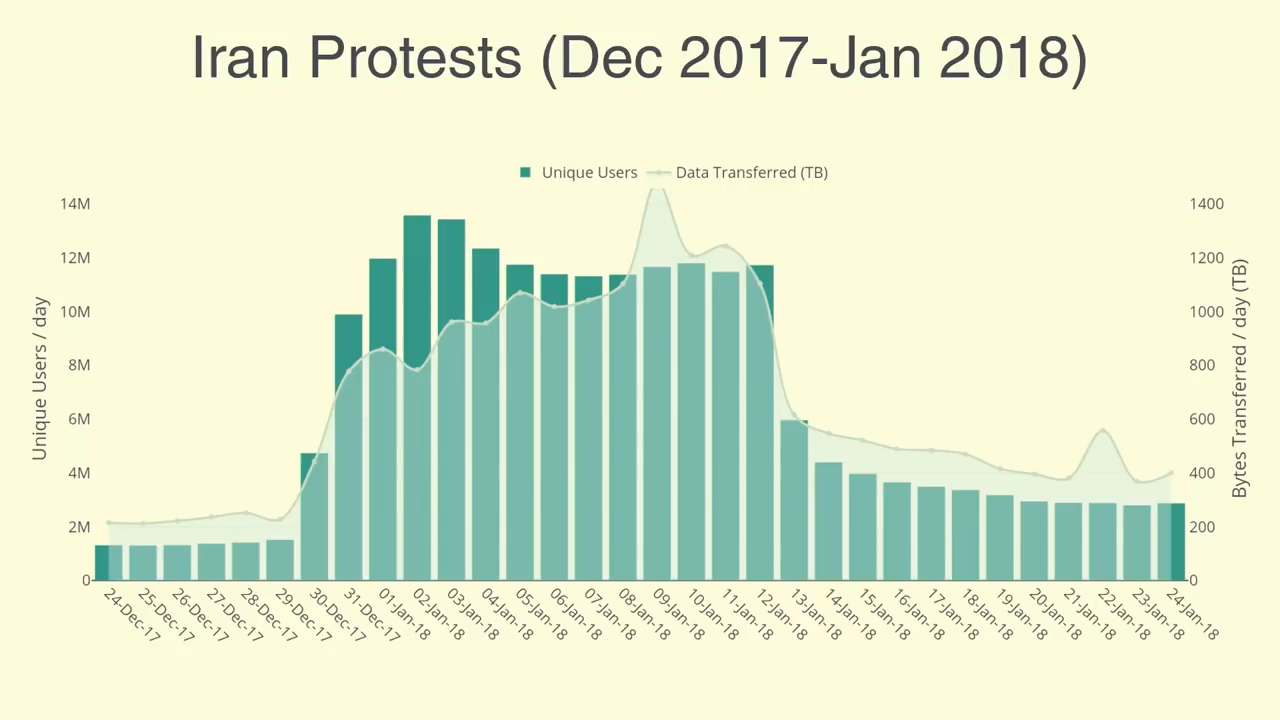 Iran Protests (Dec 2017-Jan 2018)
Unique Users
Data Transferred (TB)
14M
12M
10M
8M
6M
4M
2M
0
Unique Users / day
1400
1200
1000
800
600
400
200
0
Bytes Transferred / day (TB)
24-Dec-17
25-Dec-17
26-Dec-17
27-Dec-17
28-Dec-17
29-Dec-17
30-Dec-17
31-Dec-17
01-Jan-18
02-Jan-18
03-Jan-18
04-Jan-18
05-Jan-18
06-Jan-18
07-Jan-18
08-Jan-18
09-Jan-18
10-Jan-18
11-Jan-18
12-Jan-18
13-Jan-18
14-Jan-18
15-Jan-18
16-Jan-18
17-Jan-18
18-Jan-18
19-Jan-18
20-Jan-18
21-Jan-18
22-Jan-18
23-Jan-18
24-Jan-18